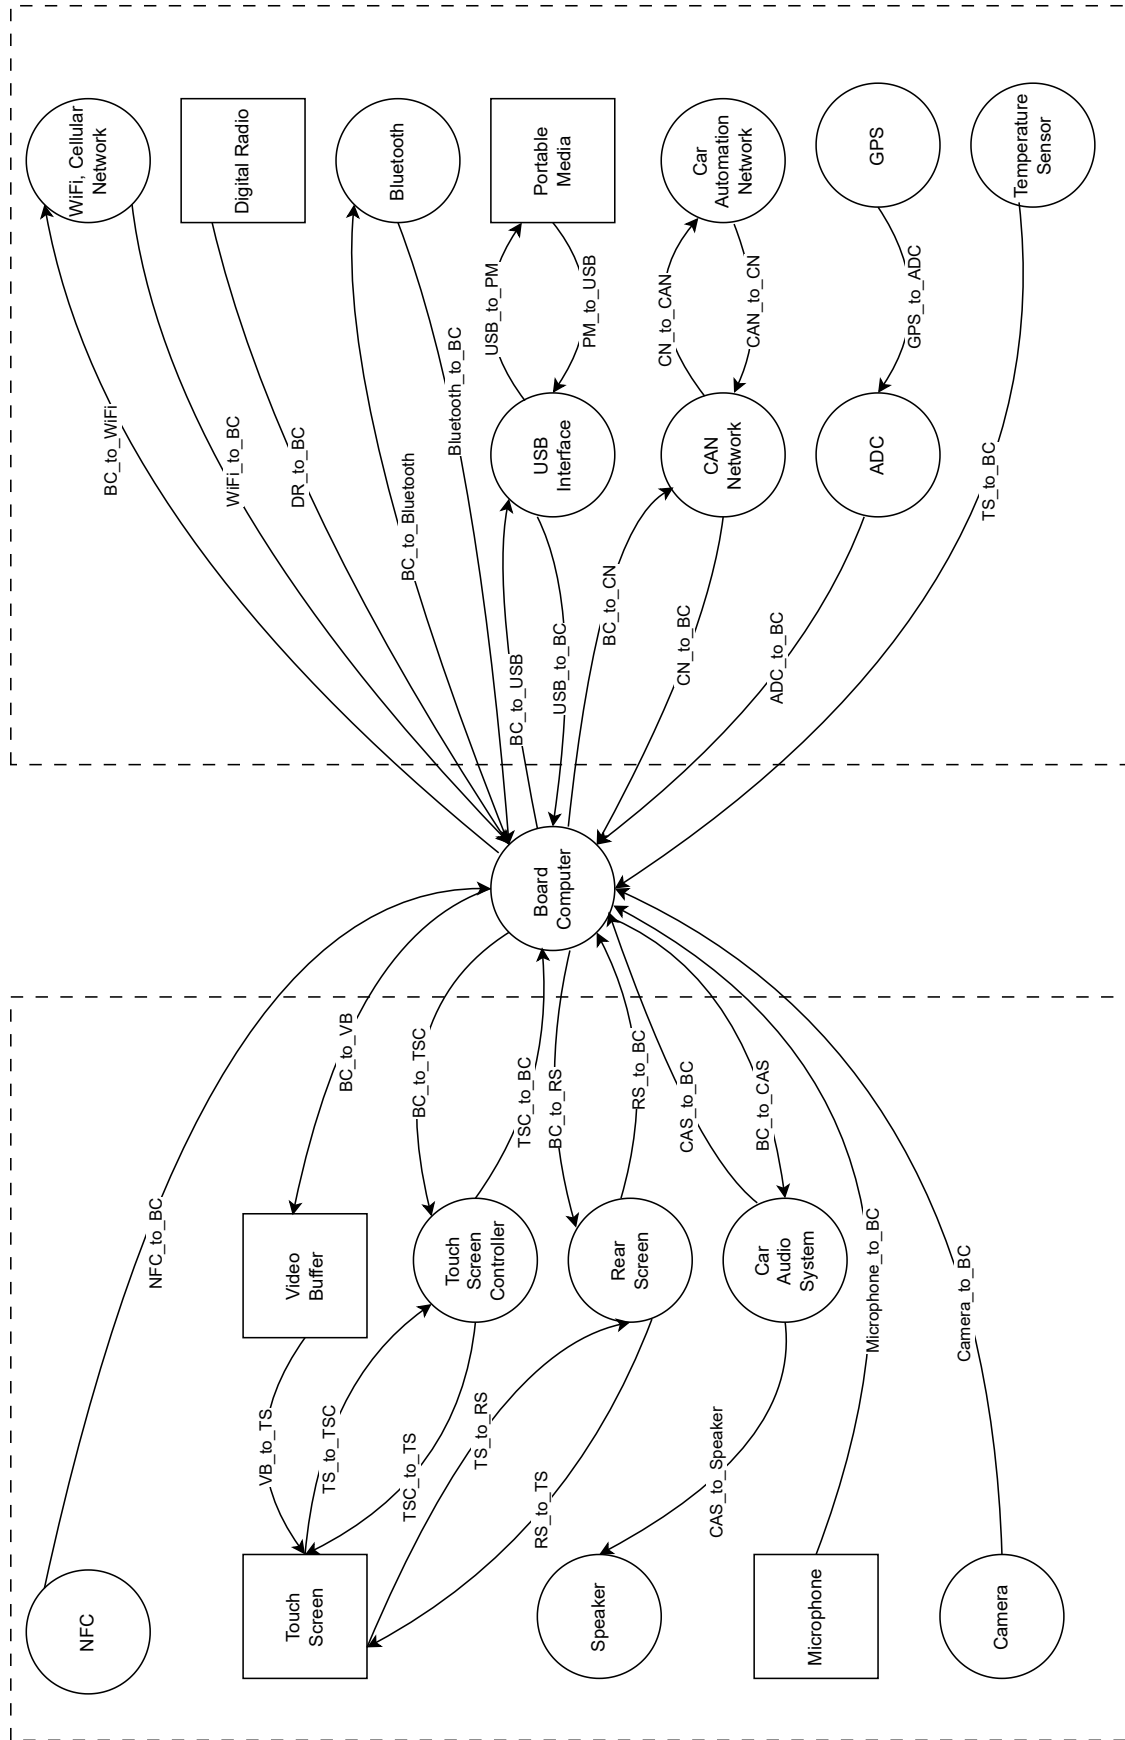 WiFi, Cellular
Network
Digital Radio
Bluetooth
Portable
Media
Car
Automation
Network
GPS
Temperature
Sensor
BC_to_WiFi
WiFi_to_BC
DR_to_BC
BC_to_Bluetooth
Bluetooth_to_BC
USB_to_PM
PM_to_USB
CN_to_CAN
CAN_to_CN
GPS_to_ADC
USB
Interface
CAN
Network
ADC
TS_to_BC
BC_to_USB
USB_to_BC
BC_to_CN
CN_to_BC
ADC_to_BC
Board
Computer
NFC_to_BC
BC_to_VB
BC_to_TSC
TSC_to_BC
BC_to_RS
RS_to_BC
CAS_to_BC
BC_to_CAS
Microphone_to_BC
Camera_to_BC
Video
Buffer
Touch
Screen
Controller
Rear
Screen
Car
Audio
System
VB_to_TS
TS_to_TSC
TSC_to_TS
TS_to_RS
RS_to_TS
CAS_to_Speaker
NFC
Touch
Screen
Speaker
Microphone
Camera